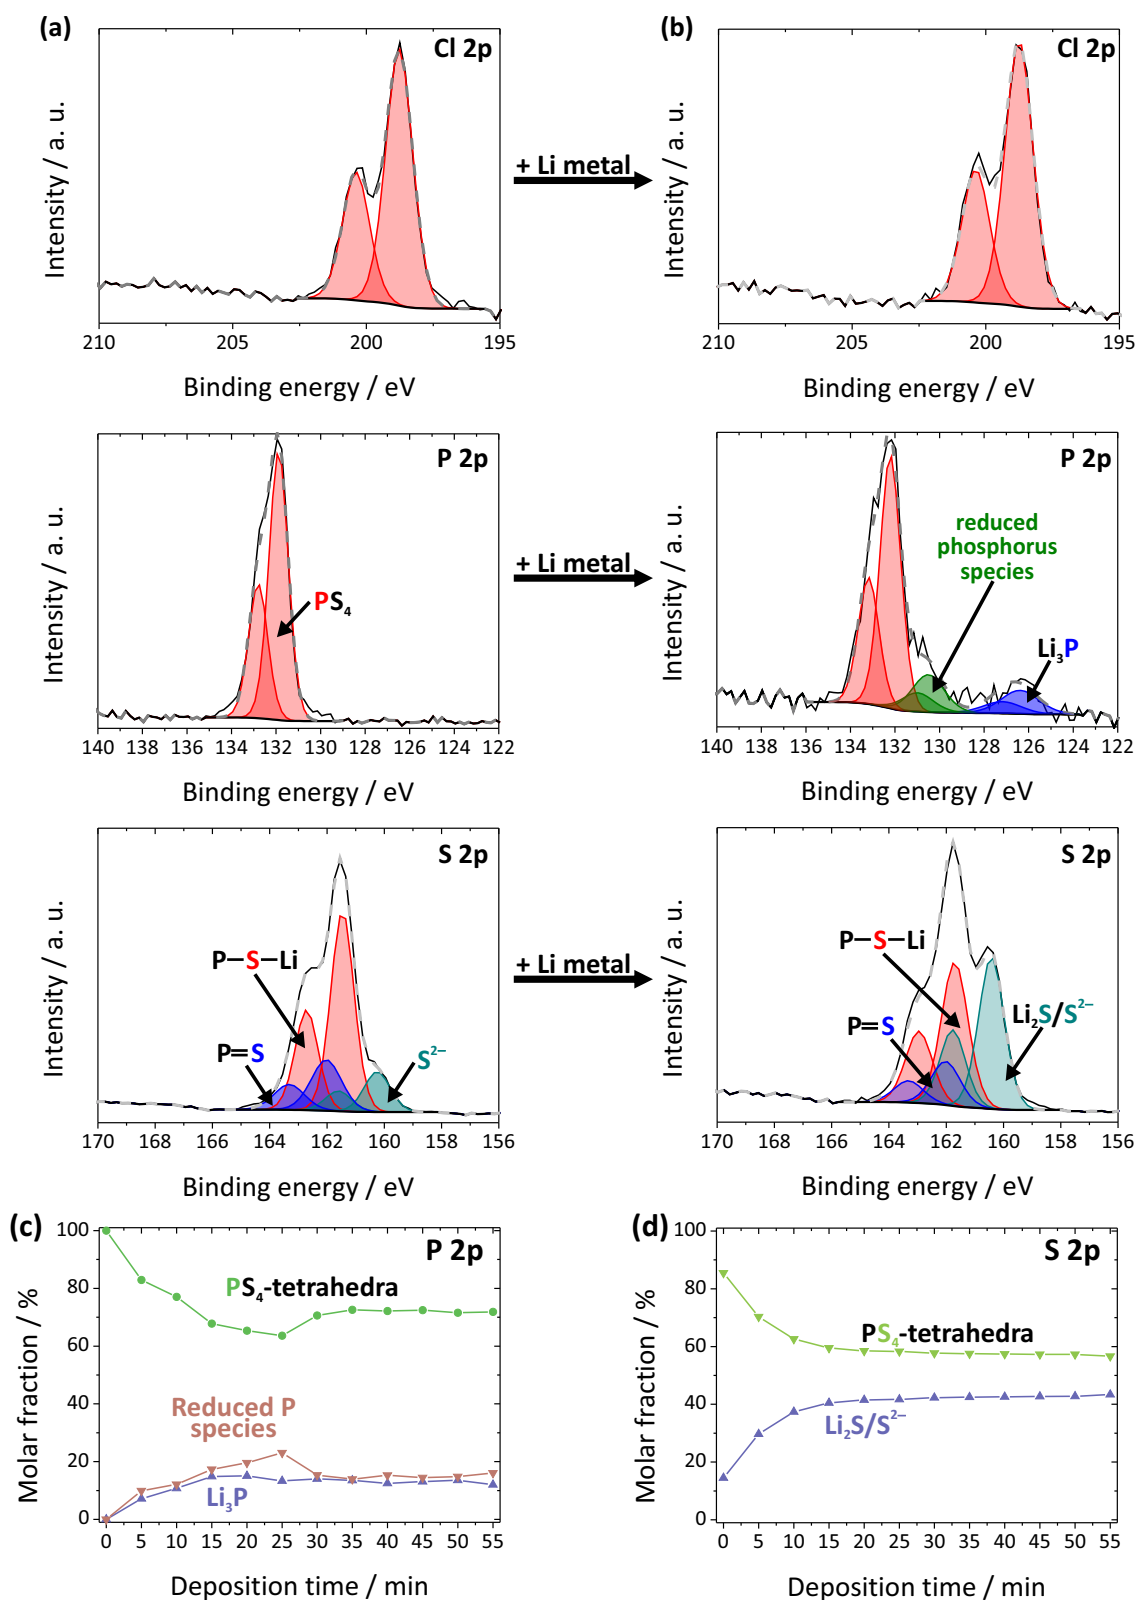 (a)
Cl 2p
Intensity / a. u.
210 205 200 195
Binding energy / eV
+ Li metal
(b)
Cl 2p
Intensity / a. u.
210 205 200 195
Binding energy / eV
P 2p
PS₄
Intensity / a. u.
140 138 136 134 132 130 128 126 124 122
Binding energy / eV
+ Li metal
P 2p
reduced
phosphorus
species
Li₃P
Intensity / a. u.
140 138 136 134 132 130 128 126 124 122
Binding energy / eV
S 2p
P–S–Li
P=S
S²⁻
Intensity / a. u.
170 168 166 164 162 160 158 156
Binding energy / eV
+ Li metal
S 2p
P–S–Li
P=S
Li₂S/S²⁻
Intensity / a. u.
170 168 166 164 162 160 158 156
Binding energy / eV
(c)
P 2p
PS₄-tetrahedra
Reduced P
species
Li₃P
Molar fraction / %
100
80
60
40
20
0
0 5 10 15 20 25 30 35 40 45 50 55
Deposition time / min
(d)
S 2p
PS₄-tetrahedra
Li₂S/S²⁻
Molar fraction / %
100
80
60
40
20
0
0 5 10 15 20 25 30 35 40 45 50 55
Deposition time / min